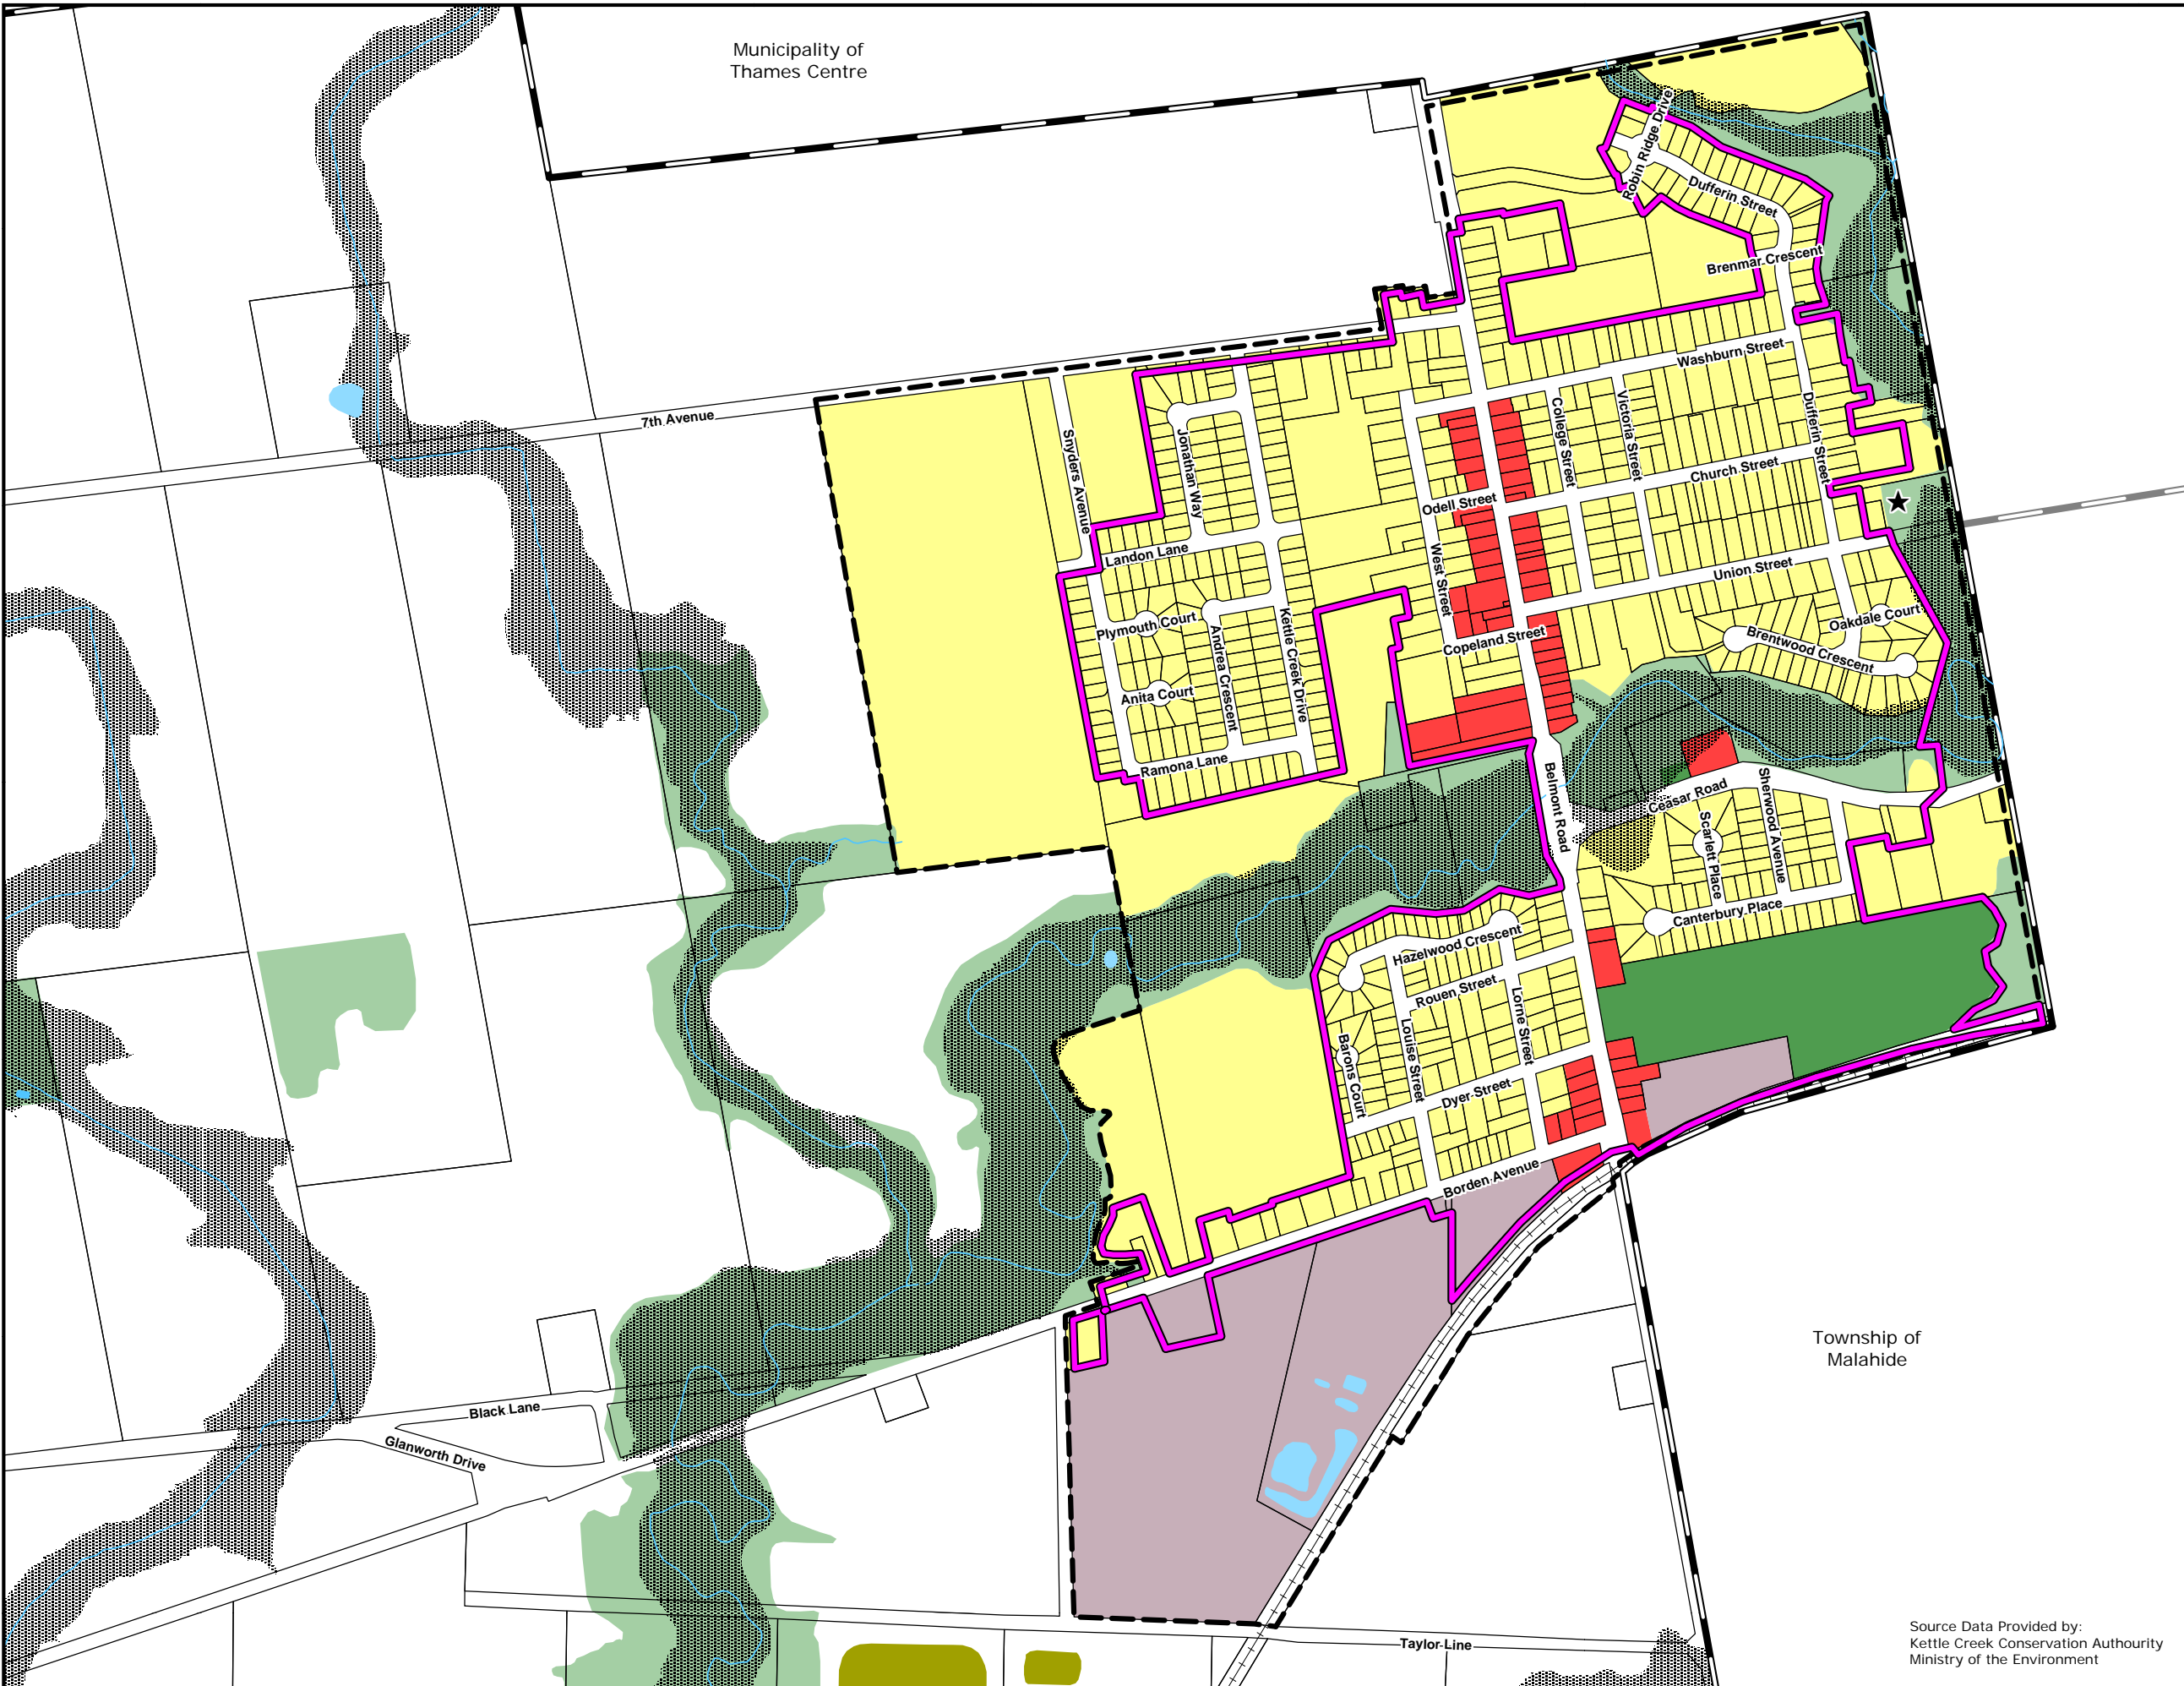 Municipality of
Thames Centre
Robin Ridge Drive
Dufferin Street
Brenmar Crescent
Washburn Street
7th Avenue
Snyders Avenue
Jonathan Way
College Street
Victoria Street
Dufferin Street
Church Street
Odell Street
Landon Lane
West Street
Union Street
Plymouth Court
Andrea Crescent
Kettle Creek Drive
Copeland Street
Oakdale Court
Brentwood Crescent
Anita Court
Ramona Lane
Belmont Road
Ceasar Road
Sherwood Avenue
Scarlett Place
Canterbury Place
Hazelwood Crescent
Rouen Street
Lorne Street
Louise Street
Barons Court
Dyer Street
Borden Avenue
Township of
Malahide
Black Lane
Glanworth Drive
Taylor Line
Source Data Provided by:
Kettle Creek Conservation Authourity
Ministry of the Environment